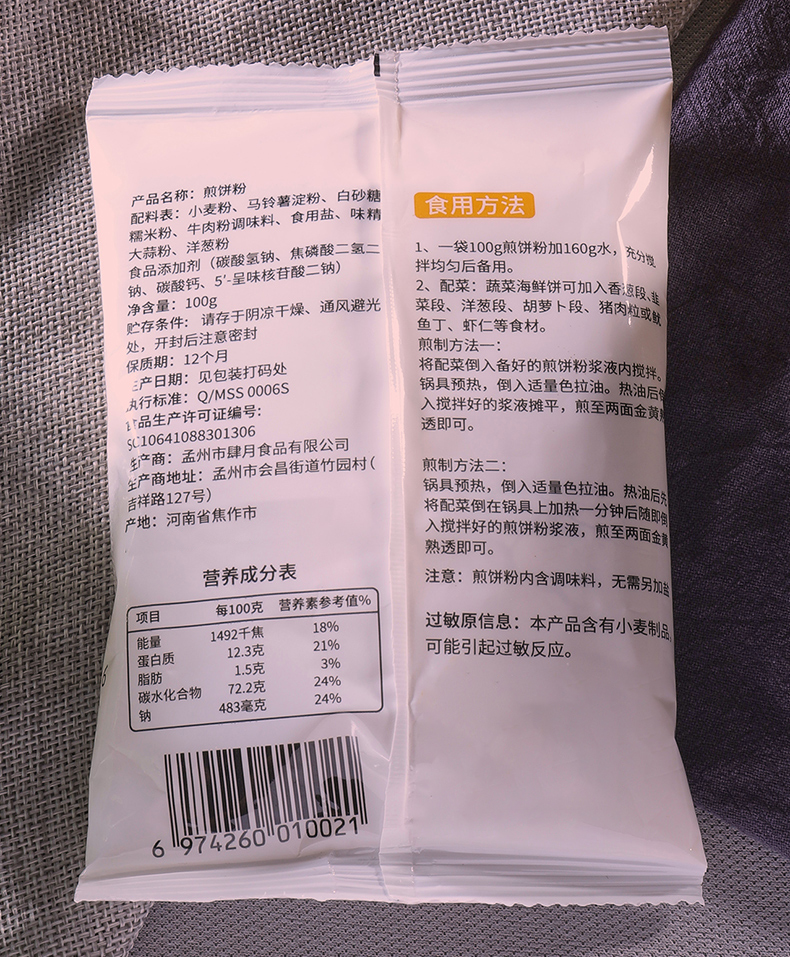 产品名称：煎饼粉
配料表：小麦粉、马铃薯淀粉、白砂糖
糯米粉、牛肉粉调味料、食用盐、味精
大蒜粉、洋葱粉
食品添加剂（碳酸氢钠、焦磷酸二氢二
钠、碳酸钙、5′-呈味核苷酸二钠）
净含量：100g
贮存条件：请存于阴凉干燥、通风避光
处，开封后注意密封
保质期：12个月
生产日期：见包装打码处
执行标准：Q/MSS 0006S
食品生产许可证编号：
SC10641088301306
生产商：孟州市肆月食品有限公司
生产商地址：孟州市会昌街道竹园村（
吉祥路127号）
产地：河南省焦作市
营养成分表
项目 每100克 营养素参考值%
能量 1492千焦 18%
蛋白质 12.3克 21%
脂肪 1.5克 3%
碳水化合物 72.2克 24%
钠 483毫克 24%
6 974260 010021
食用方法
1、一袋100g煎饼粉加160g水，充分搅
拌均匀后备用。
2、配菜：蔬菜海鲜饼可加入香葱段、韭
菜段、洋葱段、胡萝卜段、猪肉粒或鱿
鱼丁、虾仁等食材。
煎制方法一：
将配菜倒入备好的煎饼粉浆液内搅拌。
锅具预热，倒入适量色拉油。热油后倒
入搅拌好的浆液摊平，煎至两面金黄熟
透即可。
煎制方法二：
锅具预热，倒入适量色拉油。热油后先
将配菜倒在锅具上加热一分钟后随即倒
入搅拌好的煎饼粉浆液，煎至两面金黄
熟透即可。
注意：煎饼粉内含调味料，无需另加盐
过敏原信息：本产品含有小麦制品，
可能引起过敏反应。